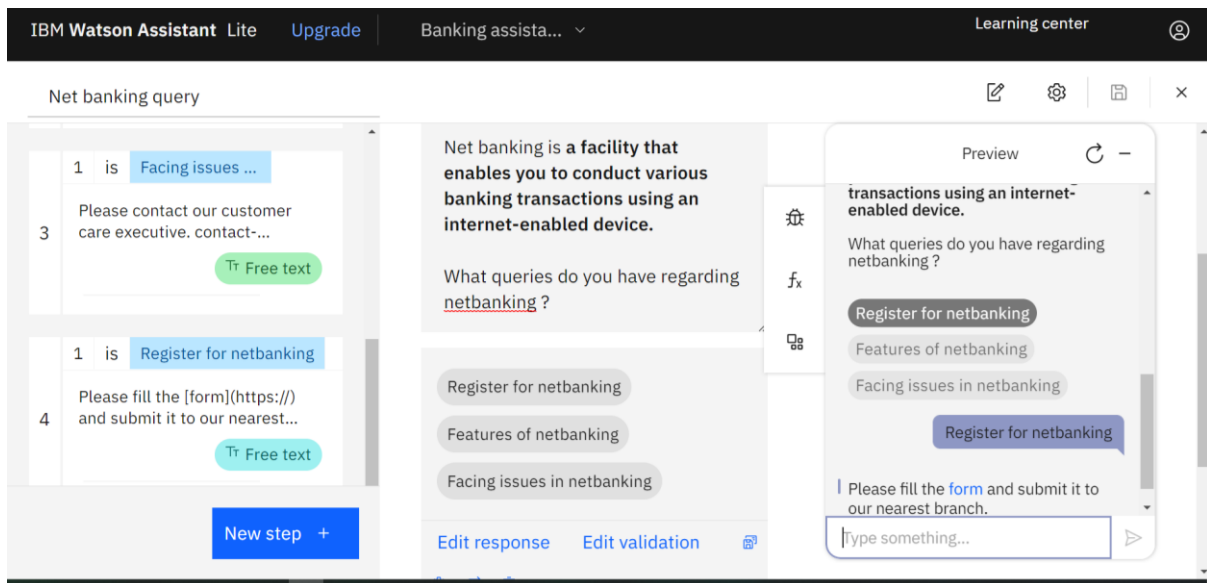 IBM Watson Assistant Lite Upgrade Banking assista... Learning center
Net banking query
1 is Facing issues ...
3
Please contact our customer
care executive. contact-...
Tт Free text
1 is Register for netbanking
4
Please fill the [form](https://)
and submit it to our nearest...
Tт Free text
New step +
Net banking is a facility that
enables you to conduct various
banking transactions using an
internet-enabled device.
What queries do you have regarding
netbanking ?
Register for netbanking
Features of netbanking
Facing issues in netbanking
Edit response Edit validation
fx
Preview
transactions using an internet-
enabled device.
What queries do you have regarding
netbanking ?
Register for netbanking
Features of netbanking
Facing issues in netbanking
Register for netbanking
Please fill the form and submit it to
our nearest branch.
Type something...